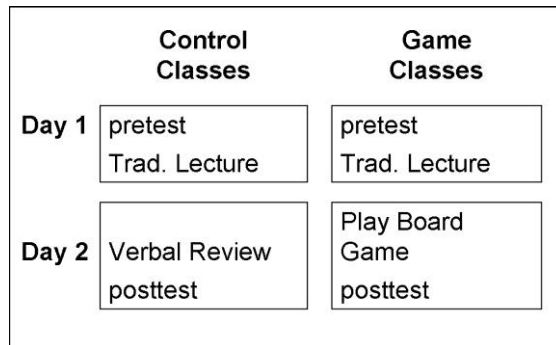 Control
Classes
Game
Classes
Day 1
pretest
Trad. Lecture
pretest
Trad. Lecture
Day 2
Verbal Review
posttest
Play Board
Game
posttest